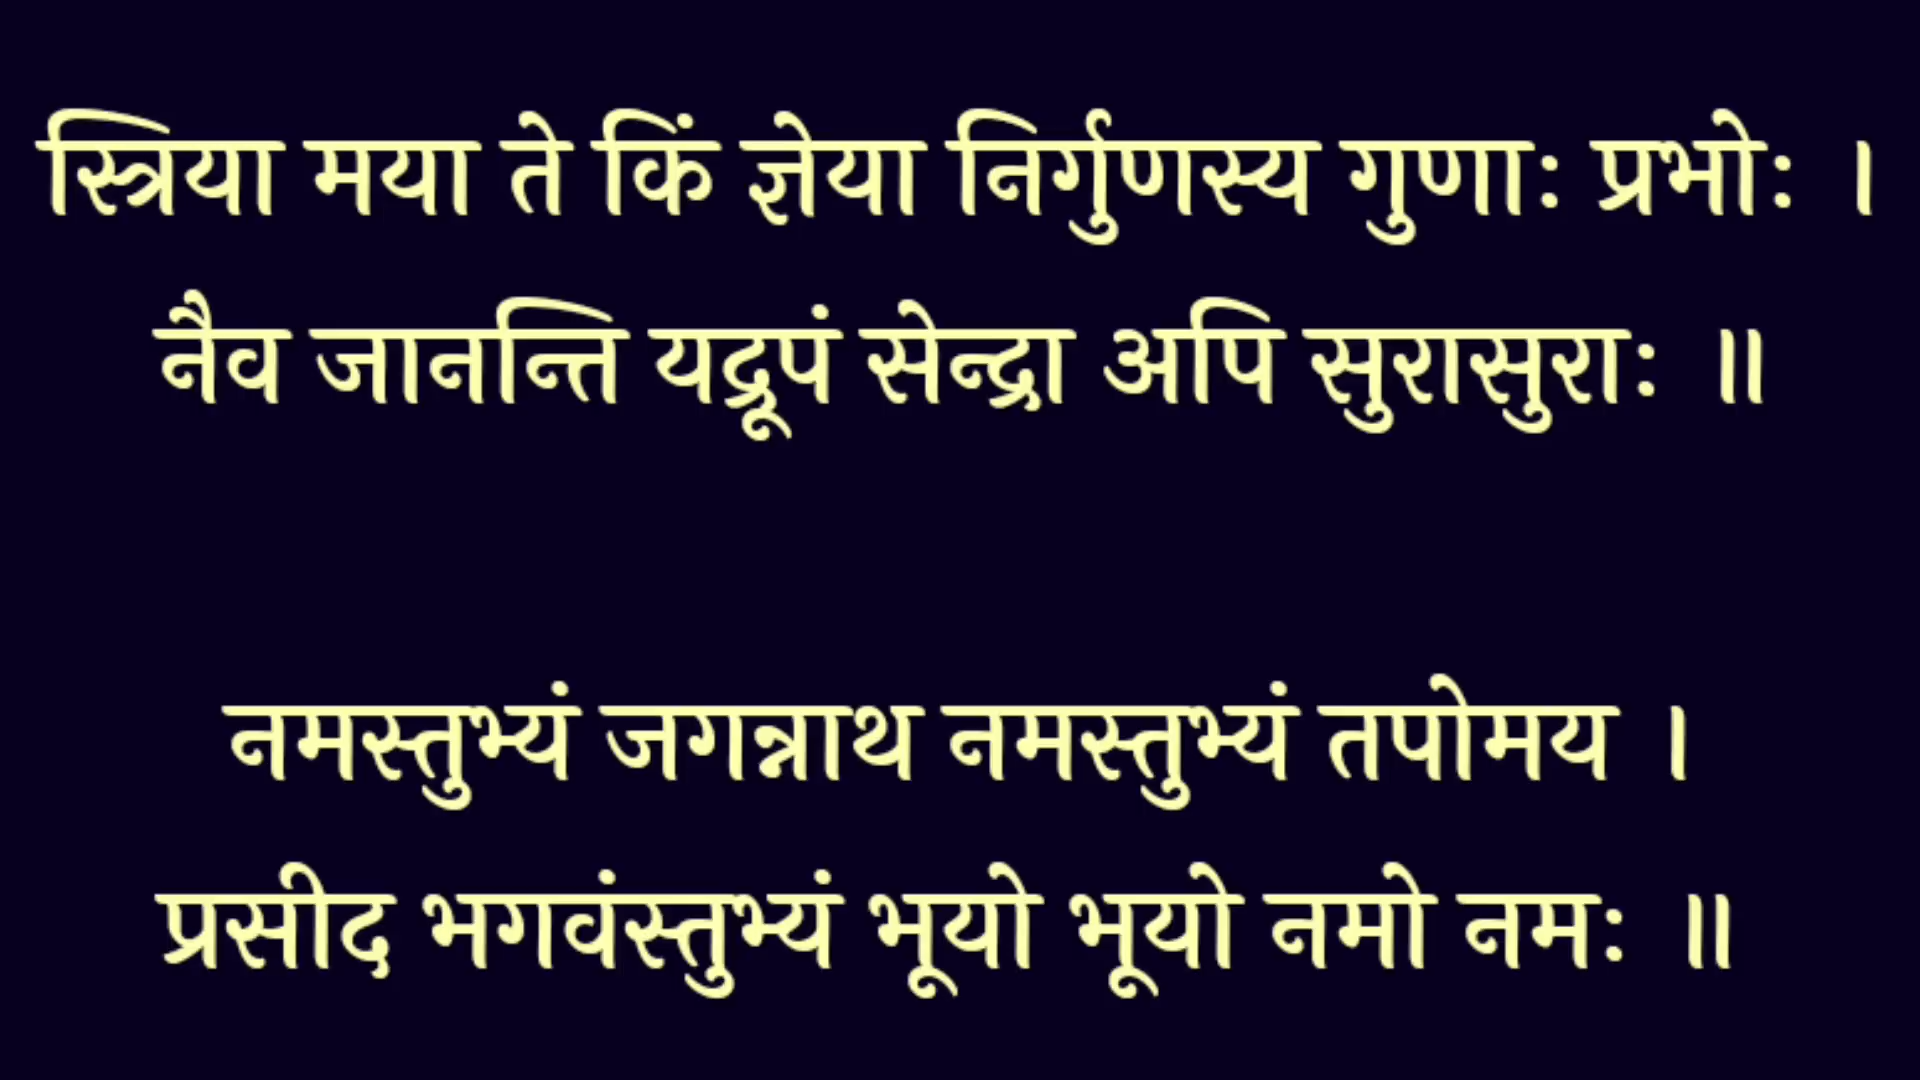 स्त्रिया मया ते किं ज्ञेया निर्गुणस्य गुणाः प्रभोः ।
नैव जानन्ति यद्रूपं सेन्द्रा अपि सुरासुराः ॥
नमस्तुभ्यं जगन्नाथ नमस्तुभ्यं तपोमय ।
प्रसीद भगवंस्तुभ्यं भूयो भूयो नमो नमः ॥